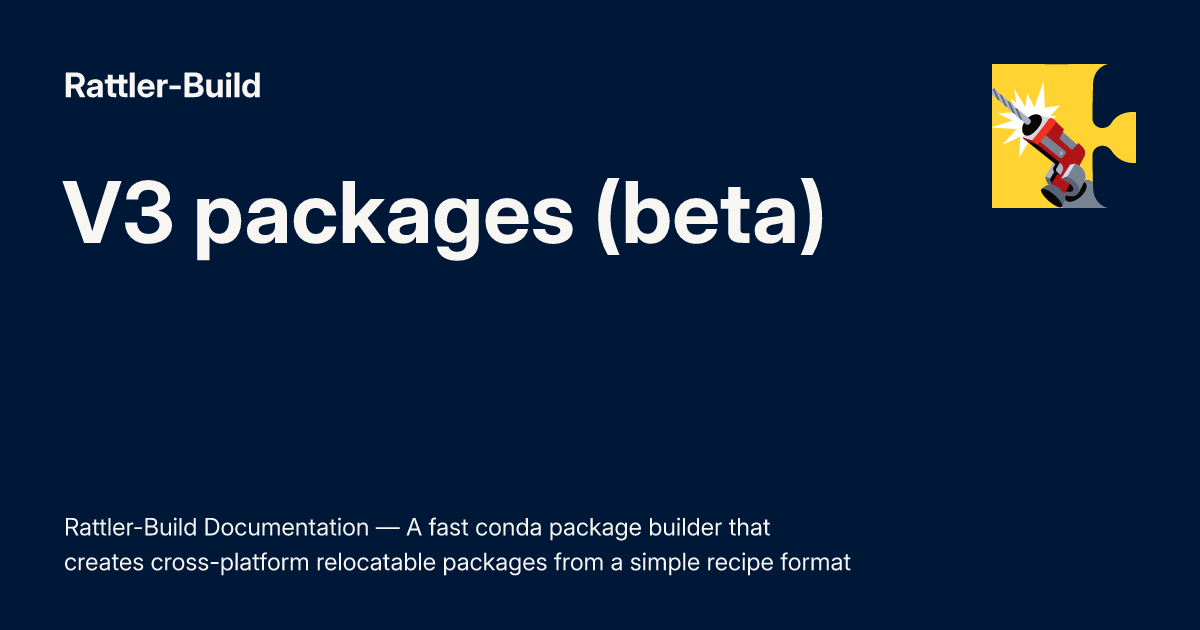 Rattler-Build
V3 packages (beta)
Rattler-Build Documentation — A fast conda package builder that
creates cross-platform relocatable packages from a simple recipe format